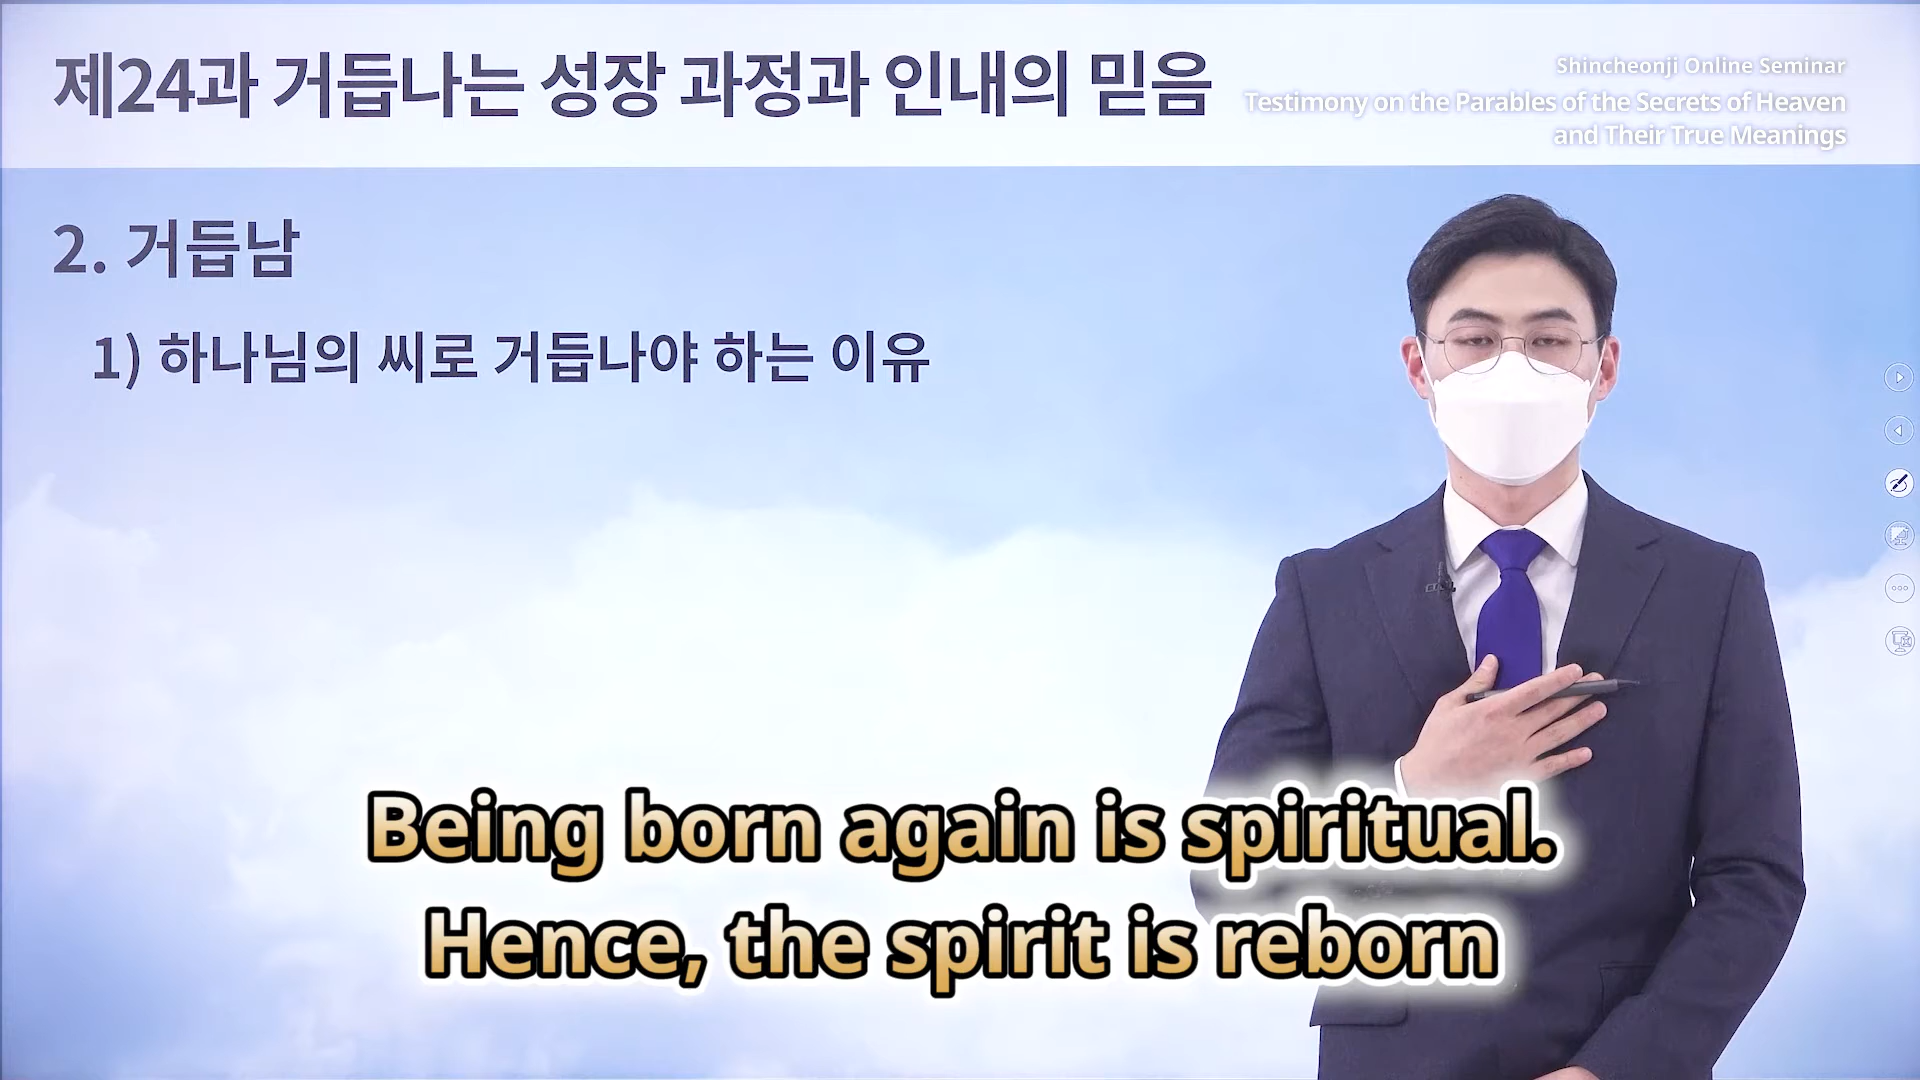 제24과 거듭나는 성장 과정과 인내의 믿음
Shincheonji Online Seminar
Testimony on the Parables of the Secrets of Heaven
and Their True Meanings
2. 거듭남
1) 하나님의 씨로 거듭나야 하는 이유
Being born again is spiritual.
Hence, the spirit is reborn